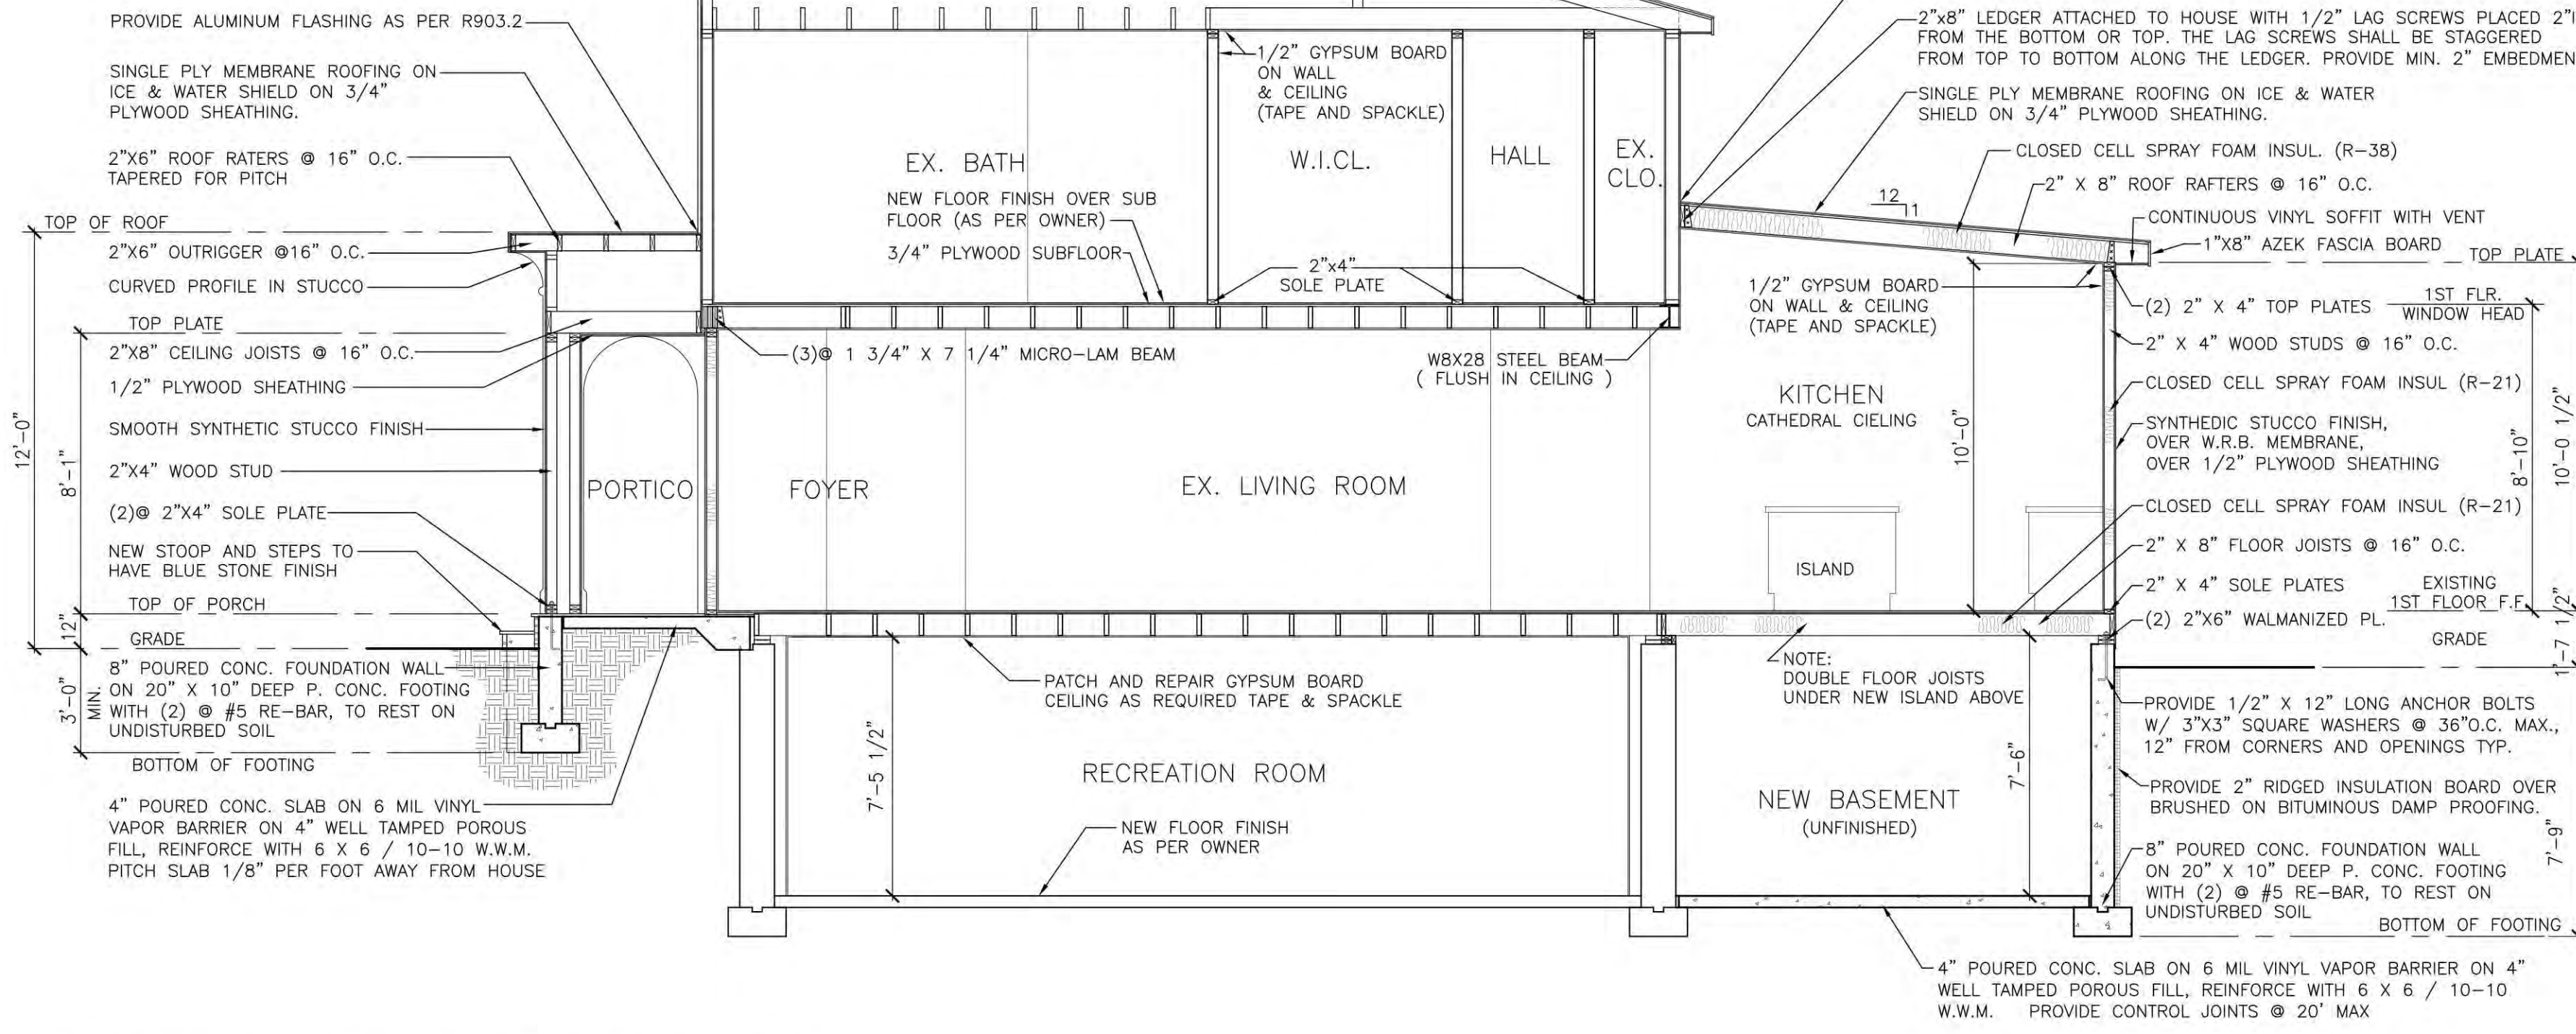 PROVIDE ALUMINUM FLASHING AS PER R903.2
SINGLE PLY MEMBRANE ROOFING ON
ICE & WATER SHIELD ON 3/4"
PLYWOOD SHEATHING.
2"X6" ROOF RATERS @ 16" O.C.
TAPERED FOR PITCH
TOP OF ROOF
2"X6" OUTRIGGER @16" O.C.
CURVED PROFILE IN STUCCO
TOP PLATE
2"X8" CEILING JOISTS @ 16" O.C.
1/2" PLYWOOD SHEATHING
SMOOTH SYNTHETIC STUCCO FINISH
2"X4" WOOD STUD
(2)@ 2"X4" SOLE PLATE
NEW STOOP AND STEPS TO
HAVE BLUE STONE FINISH
TOP OF PORCH
GRADE
8" POURED CONC. FOUNDATION WALL
ON 20" X 10" DEEP P. CONC. FOOTING
WITH (2) @ #5 RE-BAR, TO REST ON
UNDISTURBED SOIL
BOTTOM OF FOOTING
4" POURED CONC. SLAB ON 6 MIL VINYL
VAPOR BARRIER ON 4" WELL TAMPED POROUS
FILL, REINFORCE WITH 6 X 6 / 10-10 W.W.M.
PITCH SLAB 1/8" PER FOOT AWAY FROM HOUSE
12'-0"
8'-1"
12"
3'-0"
MIN.
1/2" GYPSUM BOARD
ON WALL
& CEILING
(TAPE AND SPACKLE)
EX. BATH
W.I.CL.
HALL
EX.
CLO.
NEW FLOOR FINISH OVER SUB
FLOOR (AS PER OWNER)
3/4" PLYWOOD SUBFLOOR
2"x4"
SOLE PLATE
(3)@ 1 3/4" X 7 1/4" MICRO-LAM BEAM
W8X28 STEEL BEAM
( FLUSH IN CEILING )
PORTICO
FOYER
EX. LIVING ROOM
KITCHEN
CATHEDRAL CIELING
1/2" GYPSUM BOARD
ON WALL & CEILING
(TAPE AND SPACKLE)
10'-0"
ISLAND
PATCH AND REPAIR GYPSUM BOARD
CEILING AS REQUIRED TAPE & SPACKLE
NOTE:
DOUBLE FLOOR JOISTS
UNDER NEW ISLAND ABOVE
7'-5 1/2"
RECREATION ROOM
NEW FLOOR FINISH
AS PER OWNER
NEW BASEMENT
(UNFINISHED)
7'-6"
2"x8" LEDGER ATTACHED TO HOUSE WITH 1/2" LAG SCREWS PLACED 2"
FROM THE BOTTOM OR TOP. THE LAG SCREWS SHALL BE STAGGERED
FROM TOP TO BOTTOM ALONG THE LEDGER. PROVIDE MIN. 2" EMBEDMEN
SINGLE PLY MEMBRANE ROOFING ON ICE & WATER
SHIELD ON 3/4" PLYWOOD SHEATHING.
CLOSED CELL SPRAY FOAM INSUL. (R-38)
2" X 8" ROOF RAFTERS @ 16" O.C.
12
1
CONTINUOUS VINYL SOFFIT WITH VENT
1"X8" AZEK FASCIA BOARD
TOP PLATE
(2) 2" X 4" TOP PLATES
1ST FLR.
WINDOW HEAD
2" X 4" WOOD STUDS @ 16" O.C.
CLOSED CELL SPRAY FOAM INSUL (R-21)
SYNTHEDIC STUCCO FINISH,
OVER W.R.B. MEMBRANE,
OVER 1/2" PLYWOOD SHEATHING
8'-10"
10'-0 1/2"
CLOSED CELL SPRAY FOAM INSUL (R-21)
2" X 8" FLOOR JOISTS @ 16" O.C.
2" X 4" SOLE PLATES
EXISTING
1ST FLOOR F.F.
(2) 2"X6" WALMANIZED PL.
GRADE
1'-7 1/2"
PROVIDE 1/2" X 12" LONG ANCHOR BOLTS
W/ 3"X3" SQUARE WASHERS @ 36"O.C. MAX.,
12" FROM CORNERS AND OPENINGS TYP.
PROVIDE 2" RIDGED INSULATION BOARD OVER
BRUSHED ON BITUMINOUS DAMP PROOFING.
7'-9"
8" POURED CONC. FOUNDATION WALL
ON 20" X 10" DEEP P. CONC. FOOTING
WITH (2) @ #5 RE-BAR, TO REST ON
UNDISTURBED SOIL
BOTTOM OF FOOTING
4" POURED CONC. SLAB ON 6 MIL VINYL VAPOR BARRIER ON 4"
WELL TAMPED POROUS FILL, REINFORCE WITH 6 X 6 / 10-10
W.W.M. PROVIDE CONTROL JOINTS @ 20' MAX